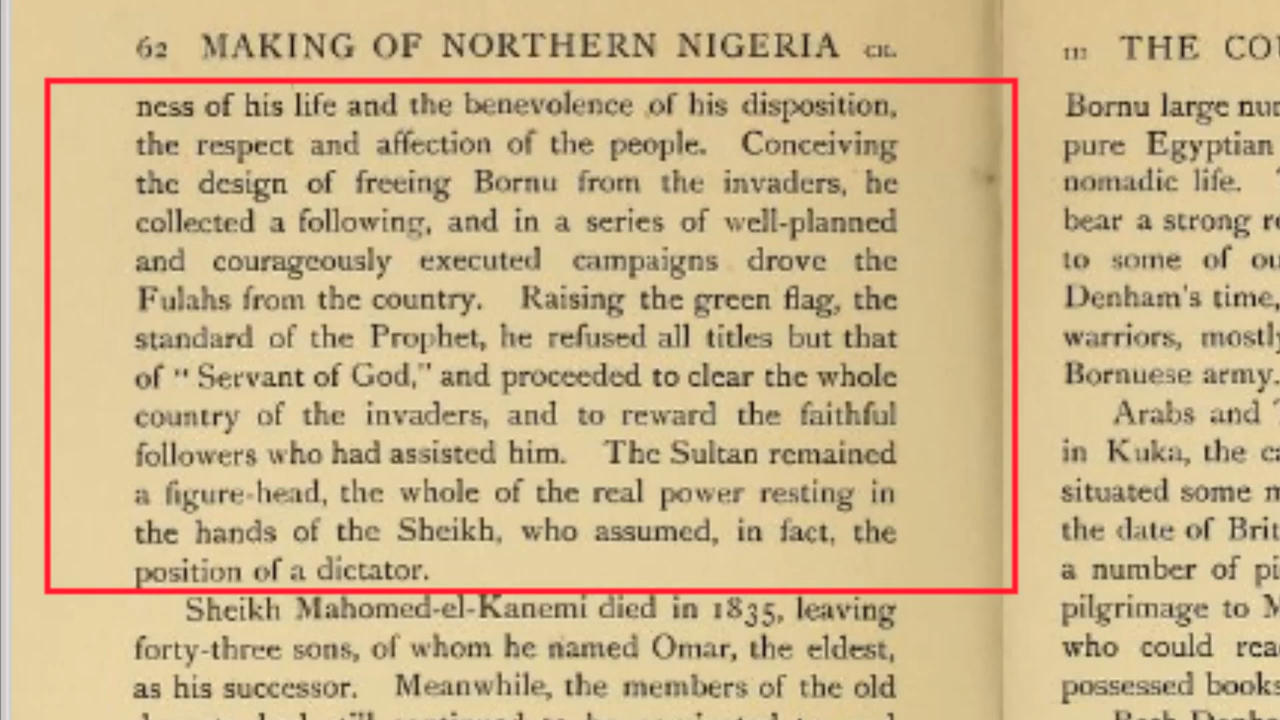 62 MAKING OF NORTHERN NIGERIA CH.
ness of his life and the benevolence of his disposition,
the respect and affection of the people. Conceiving
the design of freeing Bornu from the invaders, he
collected a following, and in a series of well-planned
and courageously executed campaigns drove the
Fulahs from the country. Raising the green flag, the
standard of the Prophet, he refused all titles but that
of “Servant of God,” and proceeded to clear the whole
country of the invaders, and to reward the faithful
followers who had assisted him. The Sultan remained
a figure-head, the whole of the real power resting in
the hands of the Sheikh, who assumed, in fact, the
position of a dictator.
Sheikh Mahomed-el-Kanemi died in 1835, leaving
forty-three sons, of whom he named Omar, the eldest,
as his successor. Meanwhile, the members of the old
III THE
Bornu large
pure Egyptian
nomadic life.
bear a strong
to some of
Denham's time,
warriors, mostly
Bornuese army.
Arabs and
in Kuka, the
situated some
the date of
a number of
pilgrimage to
who could
possessed books